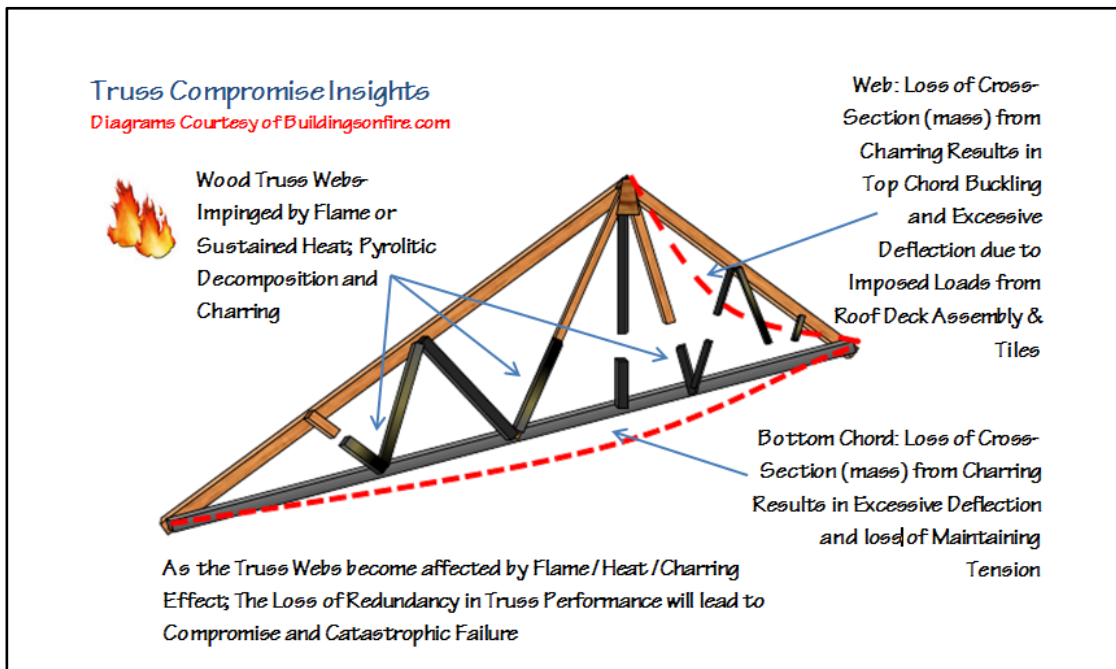 Truss Compromise Insights
Diagrams Courtesy of Buildingsonfire.com
Wood Truss Webs-
Impinged by Flame or
Sustained Heat; Pyrolitic
Decomposition and
Charring
Web: Loss of Cross-
Section (mass) from
Charring Results in
Top Chord Buckling
and Excessive
Deflection due to
Imposed Loads from
Roof Deck Assembly &
Tiles
Bottom Chord: Loss of Cross-
Section (mass) from Charring
Results in Excessive Deflection
and loss of Maintaining
Tension
As the Truss Webs become affected by Flame/Heat/Charring
Effect; The Loss of Redundancy in Truss Performance will lead to
Compromise and Catastrophic Failure